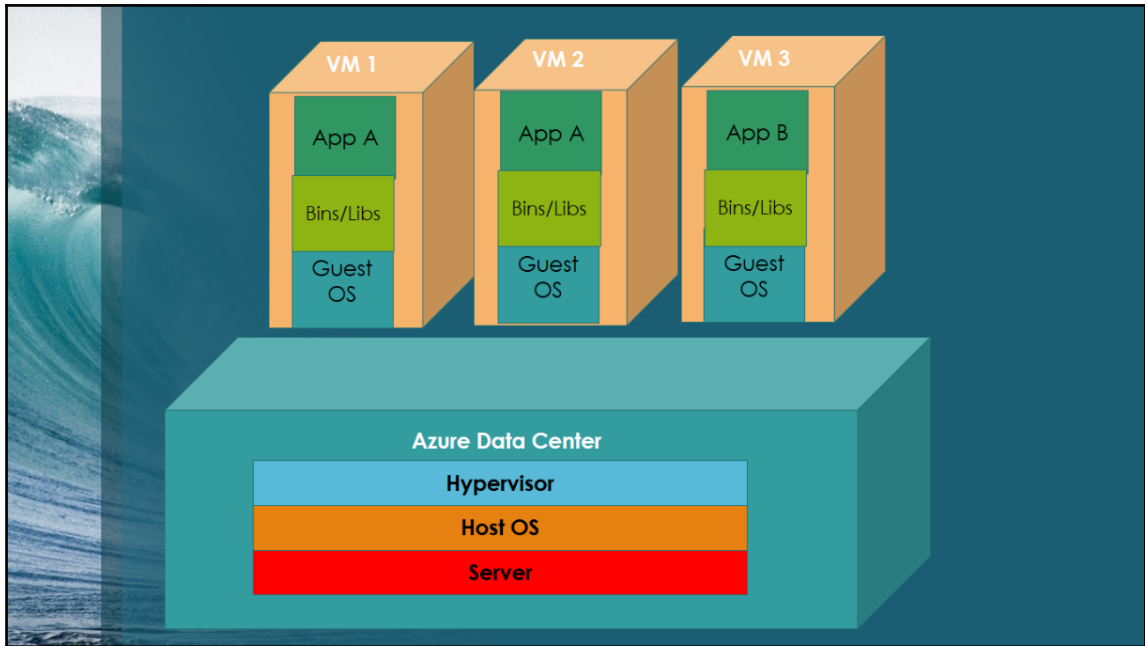 VM 1
App A
Bins/Libs
Guest
OS
VM 2
App A
Bins/Libs
Guest
OS
VM 3
App B
Bins/Libs
Guest
OS
Azure Data Center
Hypervisor
Host OS
Server